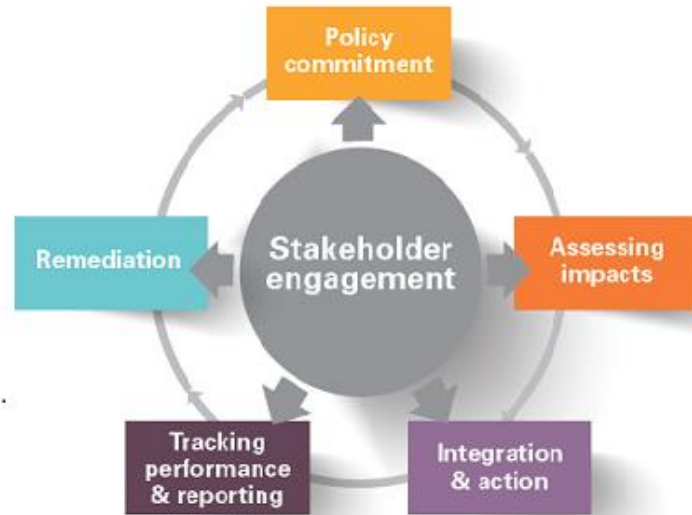 Policy
commitment
Stakeholder
engagement
Assessing
impacts
Integration
& action
Tracking
performance
& reporting
Remediation